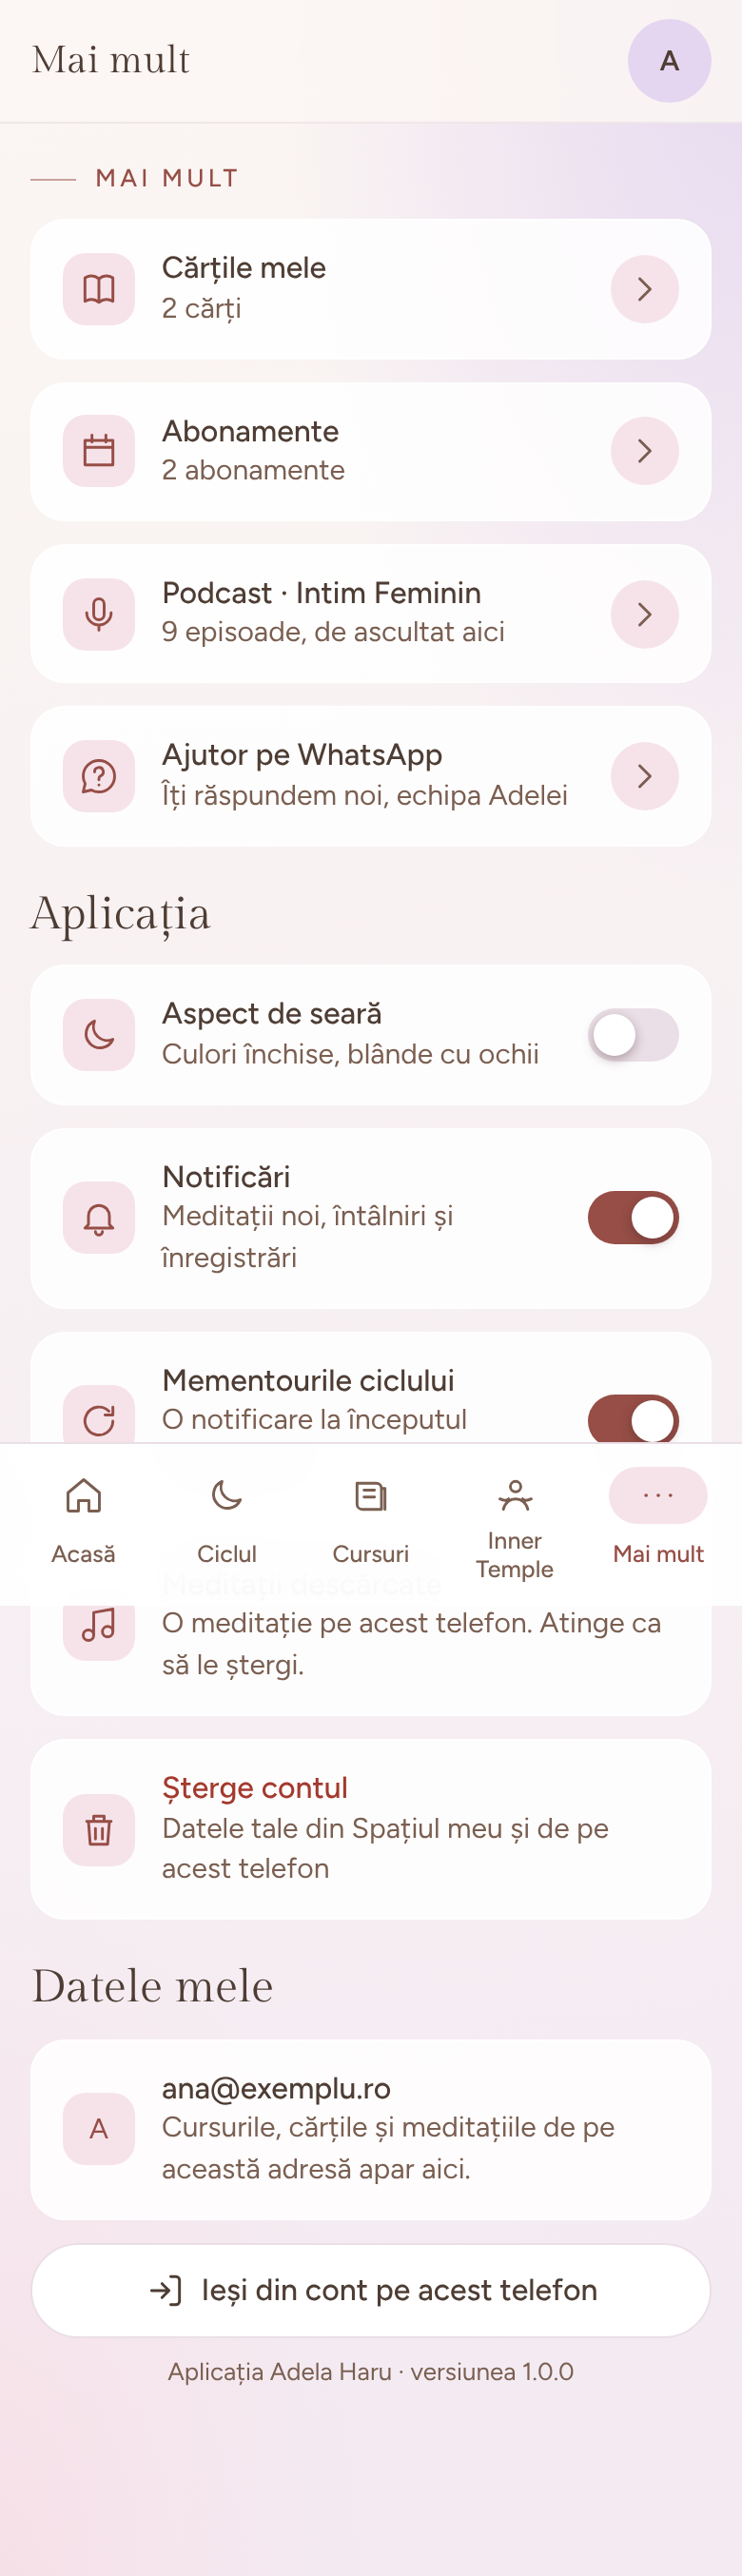 Mai mult
A
MAI MULT
Cărțile mele
2 cărți
Abonamente
2 abonamente
Podcast · Intim Feminin
9 episoade, de ascultat aici
Ajutor pe WhatsApp
Îți răspundem noi, echipa Adelei
Aplicația
Aspect de seară
Culori închise, blânde cu ochii
Notificări
Meditații noi, întâlniri și
înregistrări
Mementourile ciclului
O notificare la începutul
Acasă
Ciclul
Cursuri
Inner
Temple
Mai mult
Meditații descărcate
O meditație pe acest telefon. Atinge ca
să le ștergi.
Șterge contul
Datele tale din Spațiul meu și de pe
acest telefon
Datele mele
A
ana@exemplu.ro
Cursurile, cărțile și meditațiile de pe
această adresă apar aici.
Ieși din cont pe acest telefon
Aplicația Adela Haru · versiunea 1.0.0